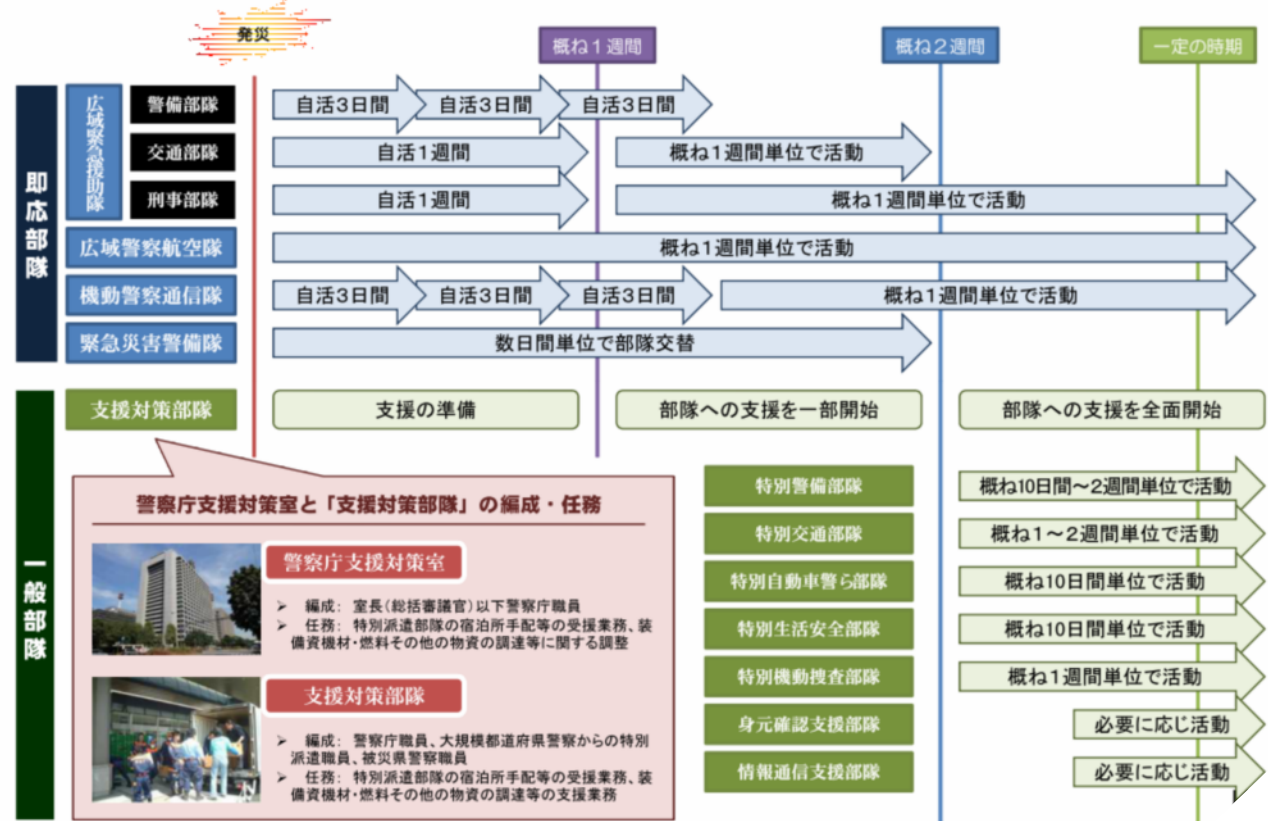 発災
概ね１週間
概ね２週間
一定の時期
即応部隊
広域緊急援助隊
警備部隊
自活３日間
自活３日間
自活３日間
交通部隊
自活１週間
概ね１週間単位で活動
刑事部隊
自活１週間
概ね１週間単位で活動
広域警察航空隊
概ね１週間単位で活動
機動警察通信隊
自活３日間
自活３日間
自活３日間
概ね１週間単位で活動
緊急災害警備隊
数日間単位で部隊交替
一般部隊
支援対策部隊
支援の準備
部隊への支援を一部開始
部隊への支援を全面開始
警察庁支援対策室と「支援対策部隊」の編成・任務
警察庁支援対策室
➢ 編成： 室長（総括審議官）以下警察庁職員
➢ 任務： 特別派遣部隊の宿泊所手配等の受援業務、装
備資機材・燃料その他の物資の調達等に関する調整
支援対策部隊
➢ 編成： 警察庁職員、大規模都道府県警察からの特別
派遣職員、被災県警察職員
➢ 任務： 特別派遣部隊の宿泊所手配等の受援業務、装
備資機材・燃料その他の物資の調達等の支援業務
特別警備部隊
概ね10日間～２週間単位で活動
特別交通部隊
概ね１～２週間単位で活動
特別自動車警ら部隊
概ね10日間単位で活動
特別生活安全部隊
概ね10日間単位で活動
特別機動捜査部隊
概ね１週間単位で活動
身元確認支援部隊
必要に応じ活動
情報通信支援部隊
必要に応じ活動